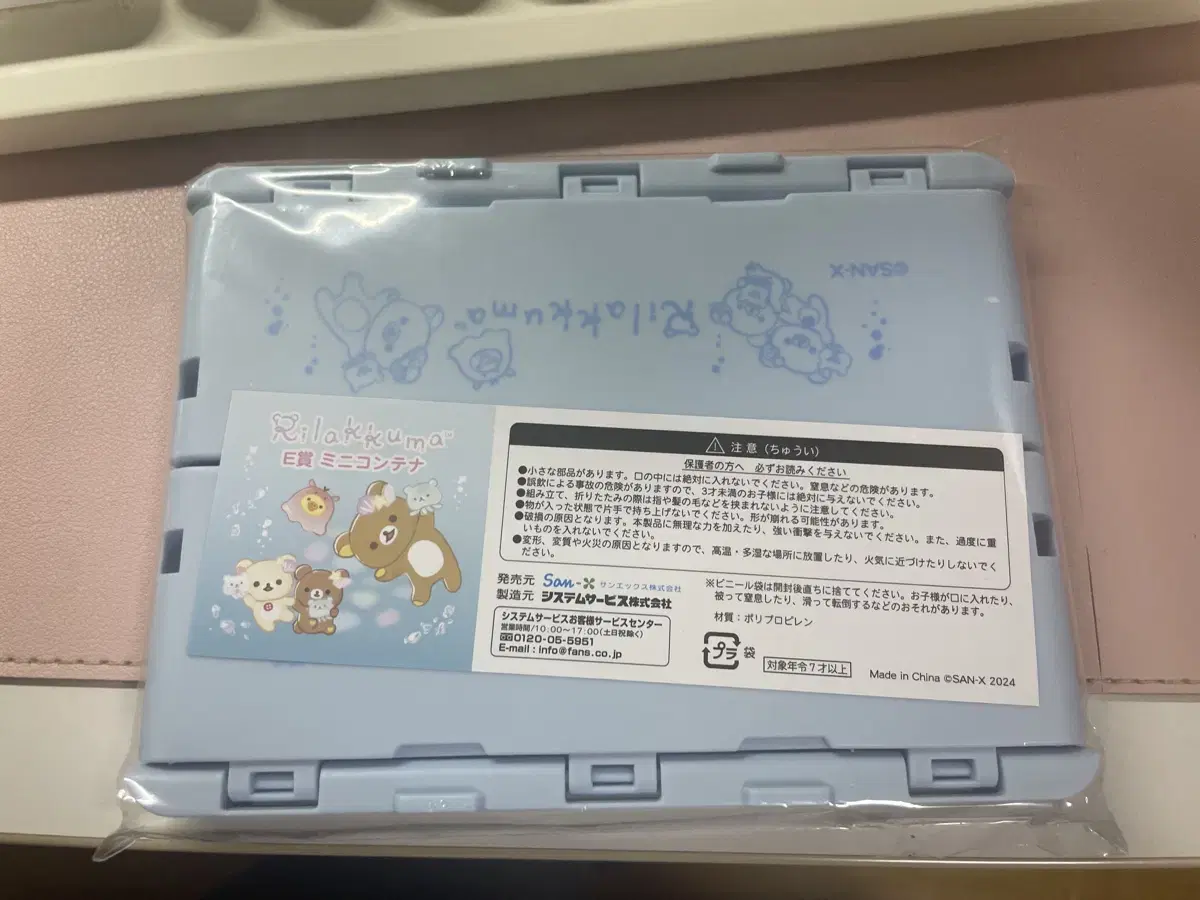 ©SAN-X
Rilakkuma
Rilakkuma
E賞 ミニコンテナ
注意(ちゅうい)
保護者の方へ 必ずお読みください
●小さな部品があります。口の中には絶対に入れないでください。窒息などの危険があります。
●誤飲による事故の危険がありますので、3才未満のお子様には絶対に与えないでください。
●組み立て、折りたたみの際は指や髪の毛などを挟まれないように注意してください。
●物が入った状態で片手で持ち上げないでください。形が崩れる可能性があります。
●破損の原因となります。本製品に無理な力を加えたり、強い衝撃を与えないでください。また、過度に重
いものを入れないでください。
●変形、変質や火災の原因となりますので、高温・多湿な場所に放置したり、火気に近づけたりしないでく
ださい。
発売元 San-X サンエックス株式会社
製造元 システムサービス株式会社
システムサービスお客様サービスセンター
営業時間/10:00~17:00(土日祝除く)
0120-05-5951
E-mail : info@fans.co.jp
※ビニール袋は開封後直ちに捨ててください。お子様が口に入れたり、
被って窒息したり、滑って転倒するなどのおそれがあります。
材質:ポリプロピレン
プラ 袋
対象年令7才以上
Made in China ©SAN-X 2024